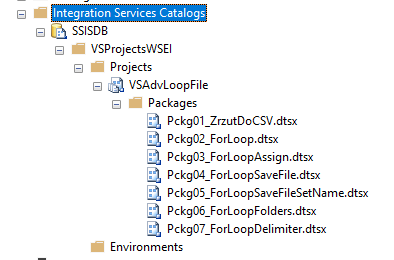 Integration Services Catalogs
SSISDB
VSProjectsWSEI
Projects
VSAdvLoopFile
Packages
Pckg01_ZrzutDoCSV.dtsx
Pckg02_ForLoop.dtsx
Pckg03_ForLoopAssign.dtsx
Pckg04_ForLoopSaveFile.dtsx
Pckg05_ForLoopSaveFileSetName.dtsx
Pckg06_ForLoopFolders.dtsx
Pckg07_ForLoopDelimiter.dtsx
Environments